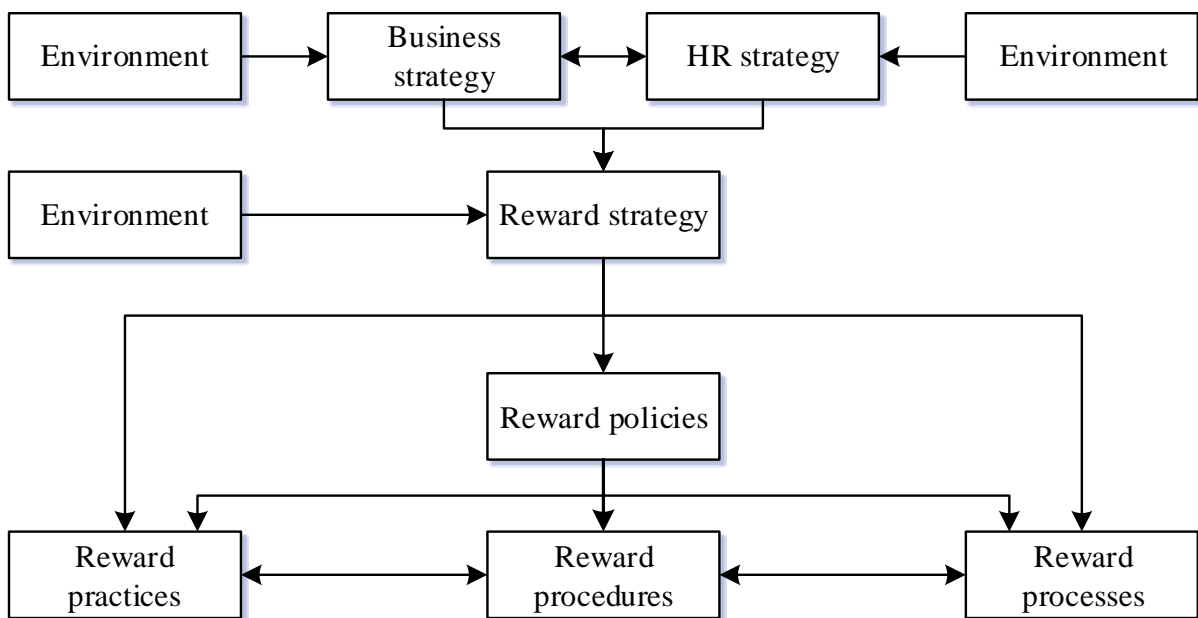 Environment
Business
strategy
HR strategy
Environment
Environment
Reward strategy
Reward policies
Reward
practices
Reward
procedures
Reward
processes